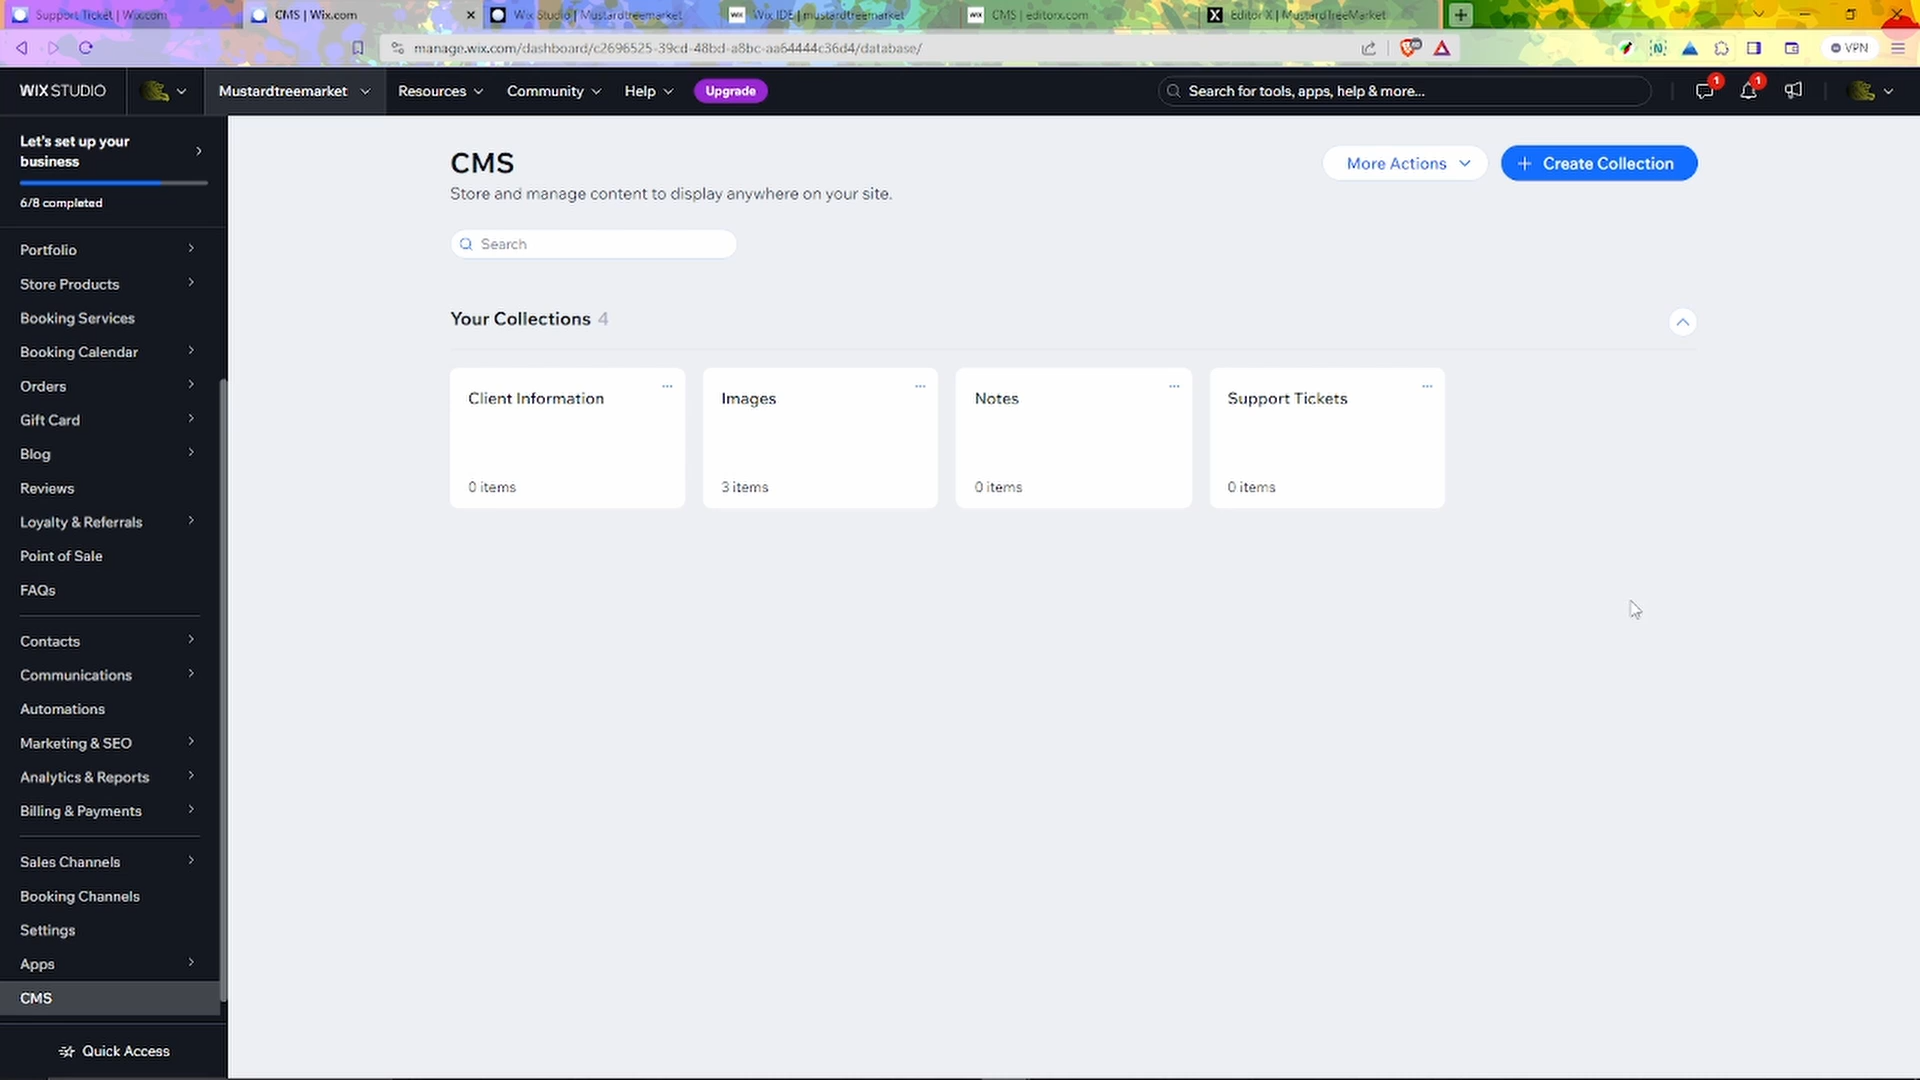 Support Ticket | Wix.com
CMS | Wix.com
Wix Studio | Mustardtreemarket
Wix IDE | mustardtreemarket
CMS | editorx.com
Editor X | MustardTreeMarket
manage.wix.com/dashboard/c2696525-39cd-48bd-a8bc-aa64444c36d4/database/
VPN
WIX STUDIO
Mustardtreemarket
Resources
Community
Help
Upgrade
Search for tools, apps, help & more...
1
1
Let's set up your
business
6/8 completed
Portfolio
Store Products
Booking Services
Booking Calendar
Orders
Gift Card
Blog
Reviews
Loyalty & Referrals
Point of Sale
FAQs
Contacts
Communications
Automations
Marketing & SEO
Analytics & Reports
Billing & Payments
Sales Channels
Booking Channels
Settings
Apps
CMS
Quick Access
CMS
Store and manage content to display anywhere on your site.
More Actions
+ Create Collection
Search
Your Collections 4
Client Information
0 items
Images
3 items
Notes
0 items
Support Tickets
0 items